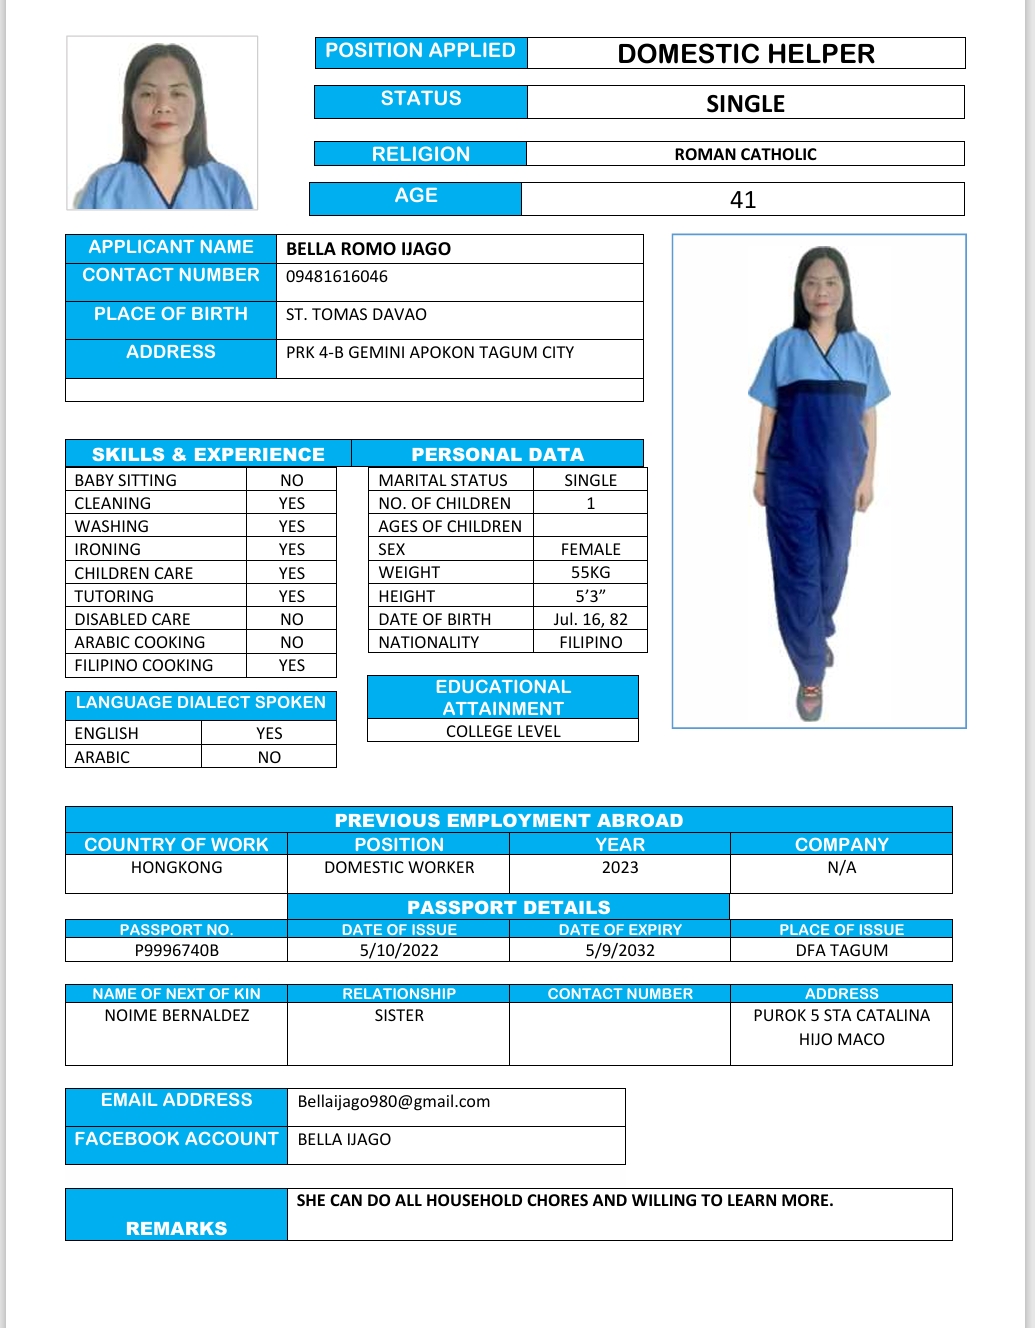 POSITION APPLIED DOMESTIC HELPER
STATUS SINGLE
RELIGION ROMAN CATHOLIC
AGE 41
APPLICANT NAME BELLA ROMO IJAGO
CONTACT NUMBER 09481616046
PLACE OF BIRTH ST. TOMAS DAVAO
ADDRESS PRK 4-B GEMINI APOKON TAGUM CITY
SKILLS & EXPERIENCE
BABY SITTING NO
CLEANING YES
WASHING YES
IRONING YES
CHILDREN CARE YES
TUTORING YES
DISABLED CARE NO
ARABIC COOKING NO
FILIPINO COOKING YES
LANGUAGE DIALECT SPOKEN
ENGLISH YES
ARABIC NO
PERSONAL DATA
MARITAL STATUS SINGLE
NO. OF CHILDREN 1
AGES OF CHILDREN
SEX FEMALE
WEIGHT 55KG
HEIGHT 5’3”
DATE OF BIRTH Jul. 16, 82
NATIONALITY FILIPINO
EDUCATIONAL
ATTAINMENT
COLLEGE LEVEL
PREVIOUS EMPLOYMENT ABROAD
COUNTRY OF WORK POSITION YEAR COMPANY
HONGKONG DOMESTIC WORKER 2023 N/A
PASSPORT DETAILS
PASSPORT NO. DATE OF ISSUE DATE OF EXPIRY PLACE OF ISSUE
P9996740B 5/10/2022 5/9/2032 DFA TAGUM
NAME OF NEXT OF KIN RELATIONSHIP CONTACT NUMBER ADDRESS
NOIME BERNALDEZ SISTER PUROK 5 STA CATALINA
HIJO MACO
EMAIL ADDRESS Bellaijago980@gmail.com
FACEBOOK ACCOUNT BELLA IJAGO
REMARKS SHE CAN DO ALL HOUSEHOLD CHORES AND WILLING TO LEARN MORE.